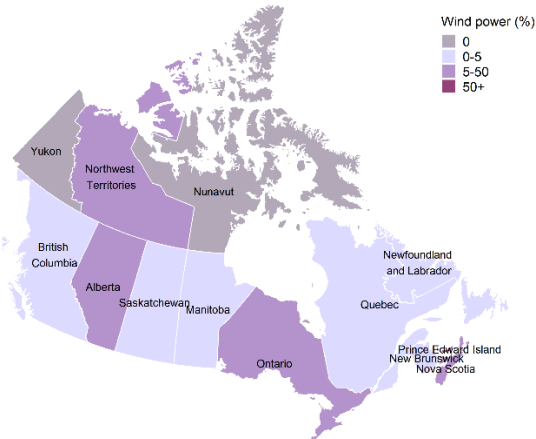 Wind power (%)
0
0-5
5-50
50+
Yukon
Northwest
Territories
Nunavut
British
Columbia
Alberta
Saskatchewan
Manitoba
Ontario
Quebec
Newfoundland
and Labrador
Prince Edward Island
New Brunswick
Nova Scotia